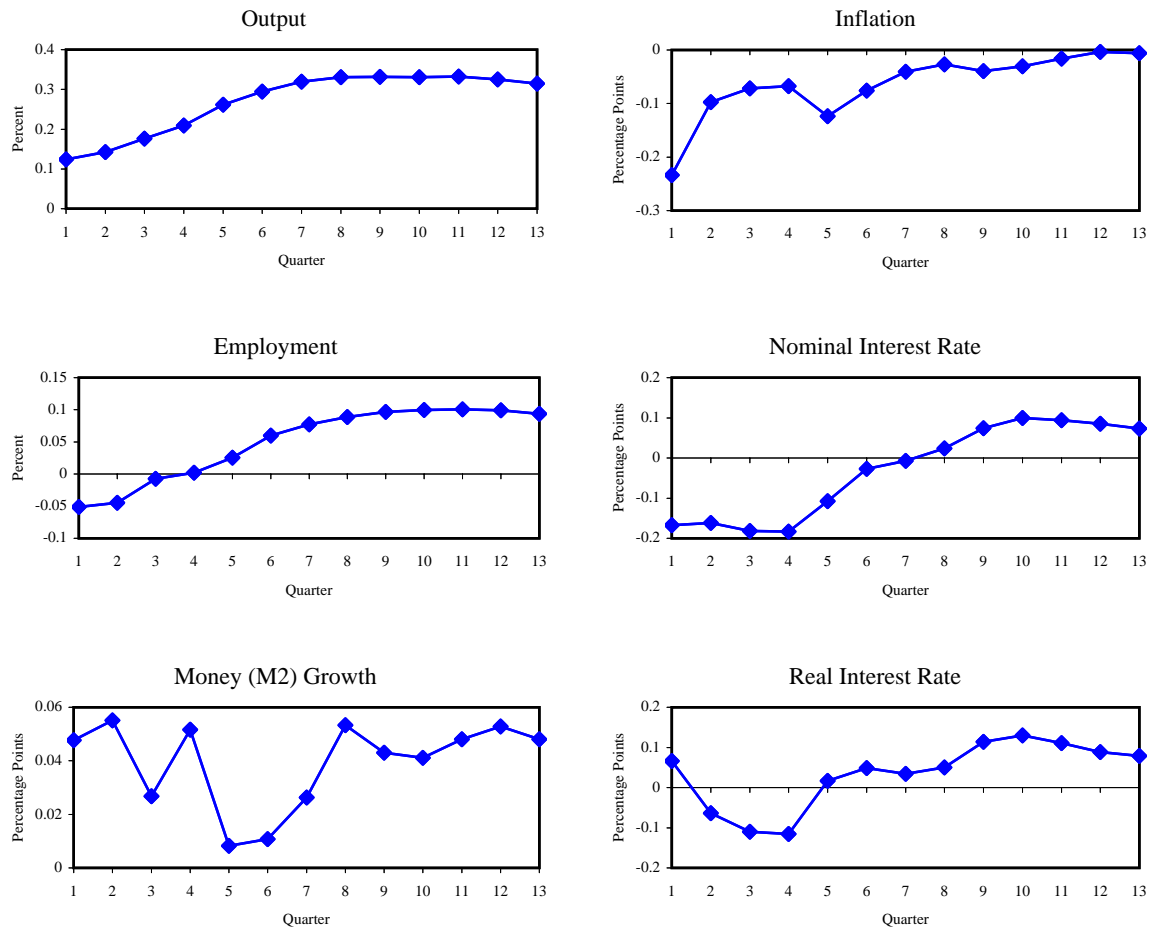 Output
Percent
0.4
0.3
0.2
0.1
0
1 2 3 4 5 6 7 8 9 10 11 12 13
Quarter
Inflation
Percentage Points
0
-0.1
-0.2
-0.3
1 2 3 4 5 6 7 8 9 10 11 12 13
Quarter
Employment
Percent
0.15
0.1
0.05
0
-0.05
-0.1
1 2 3 4 5 6 7 8 9 10 11 12 13
Quarter
Nominal Interest Rate
Percentage Points
0.2
0.1
0
-0.1
-0.2
1 2 3 4 5 6 7 8 9 10 11 12 13
Quarter
Money (M2) Growth
Percentage Points
0.06
0.04
0.02
0
1 2 3 4 5 6 7 8 9 10 11 12 13
Quarter
Real Interest Rate
Percentage Points
0.2
0.1
0
-0.1
-0.2
1 2 3 4 5 6 7 8 9 10 11 12 13
Quarter